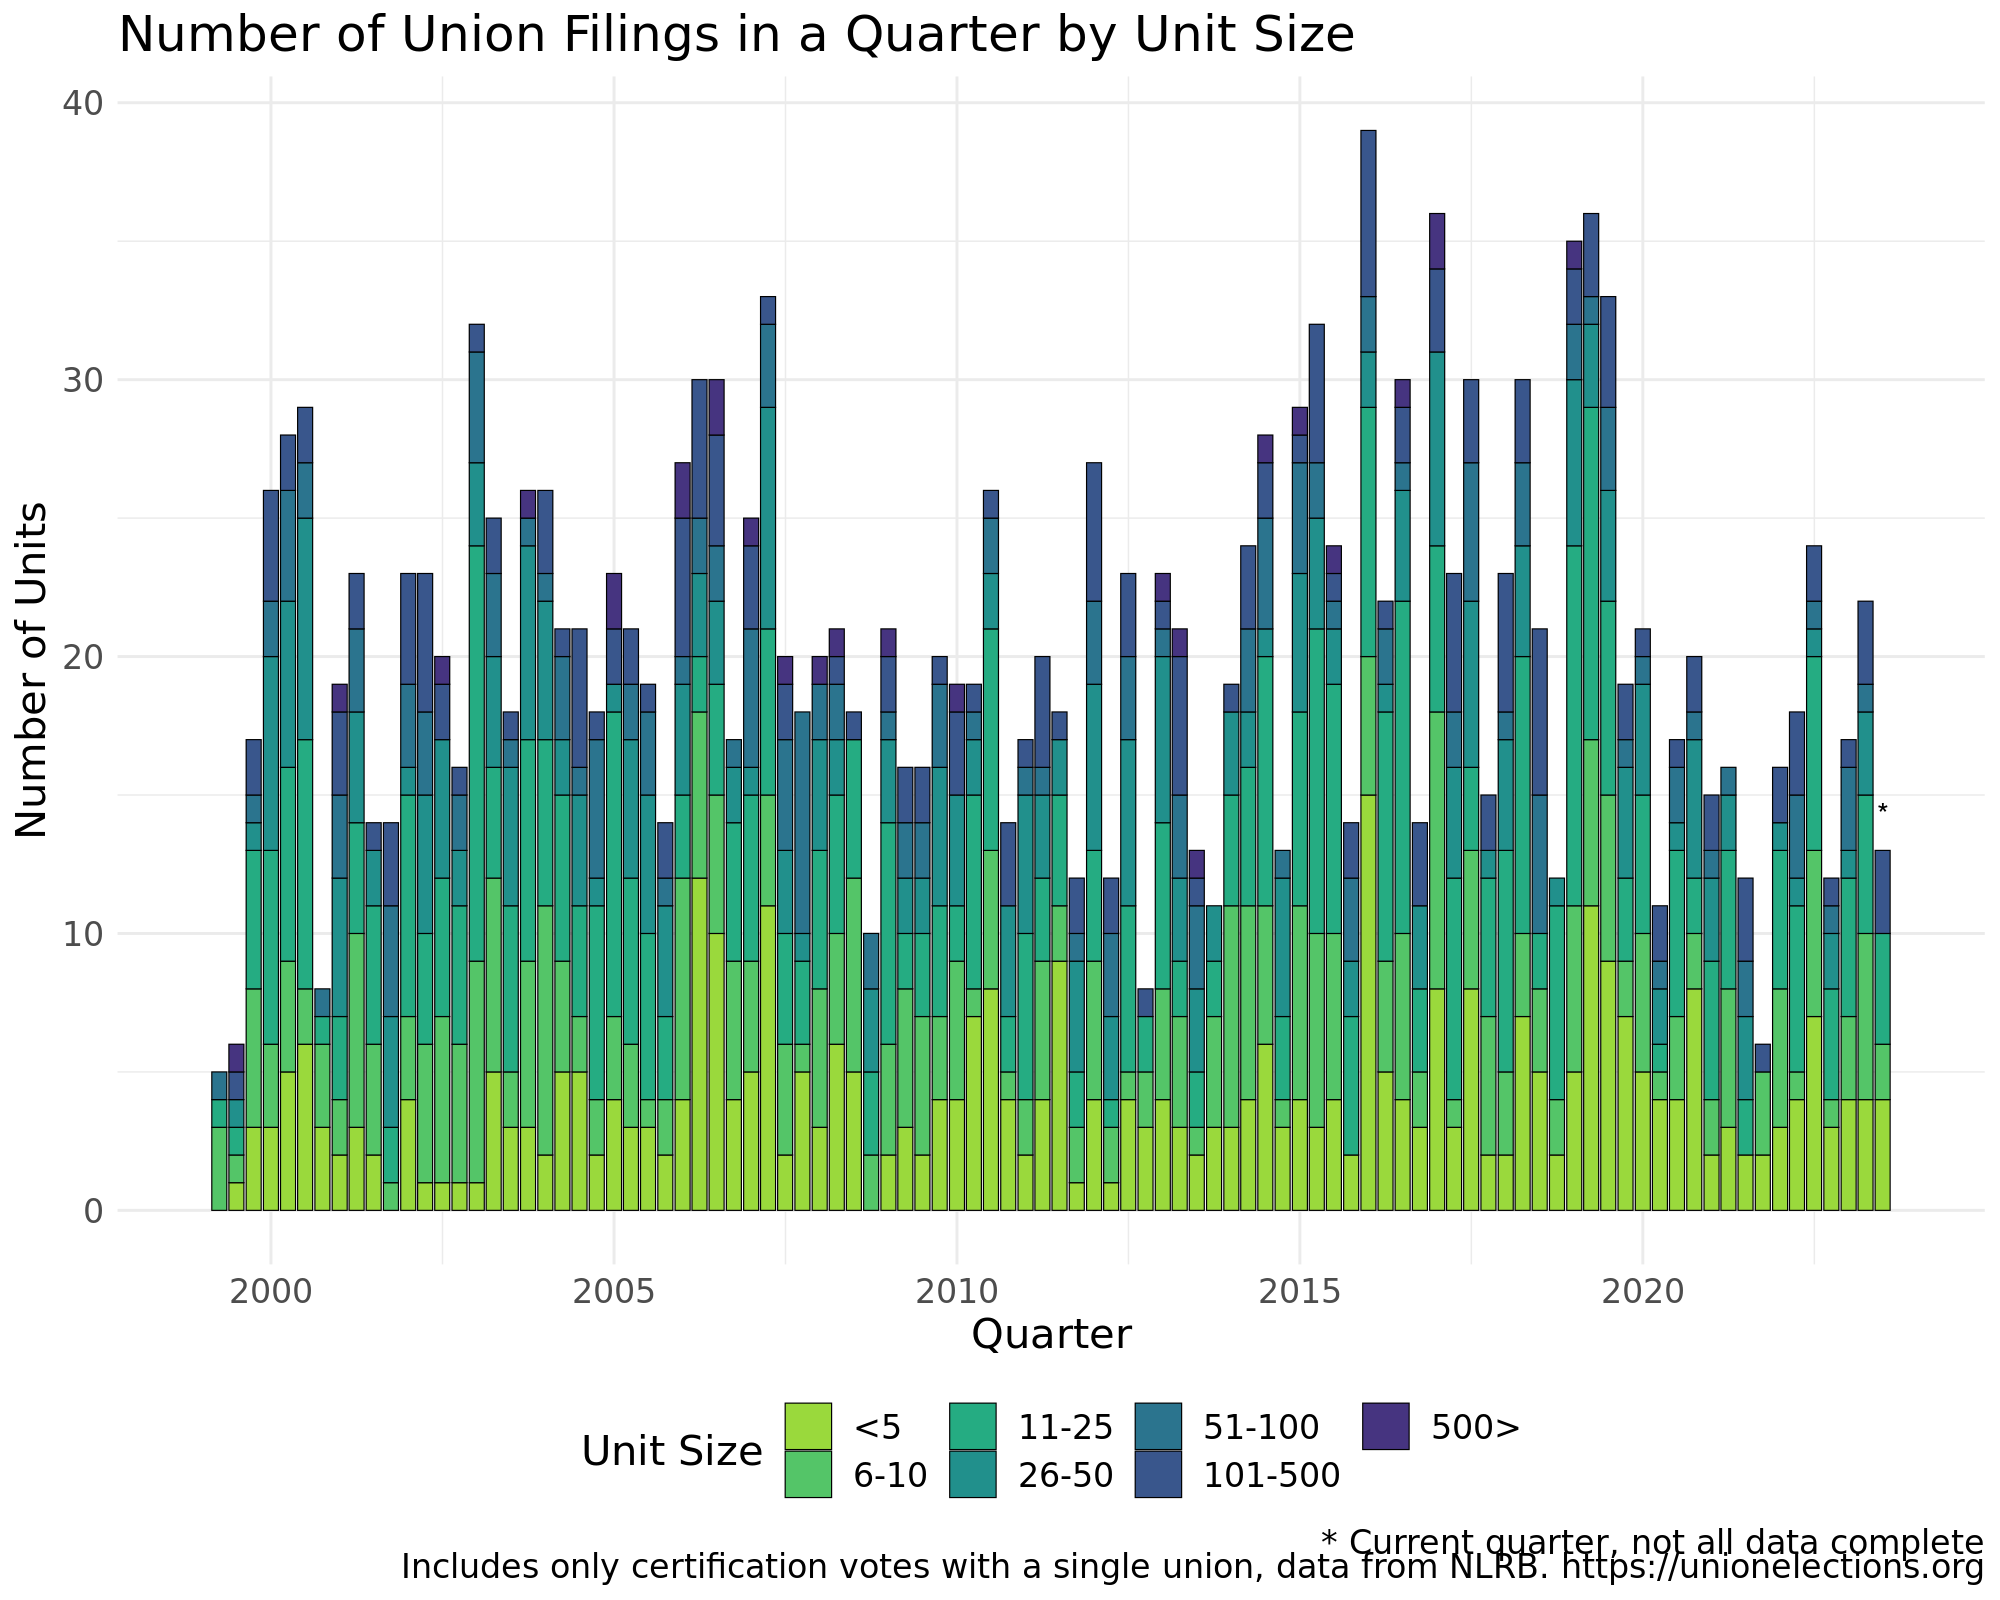 Number of Union Filings in a Quarter by Unit Size
Number of Units
40
30
20
10
0
*
2000 2005 2010 2015 2020
Quarter
Unit Size
<5 11-25 51-100 500>
6-10 26-50 101-500
* Current quarter, not all data complete
Includes only certification votes with a single union, data from NLRB. https://unionelections.org